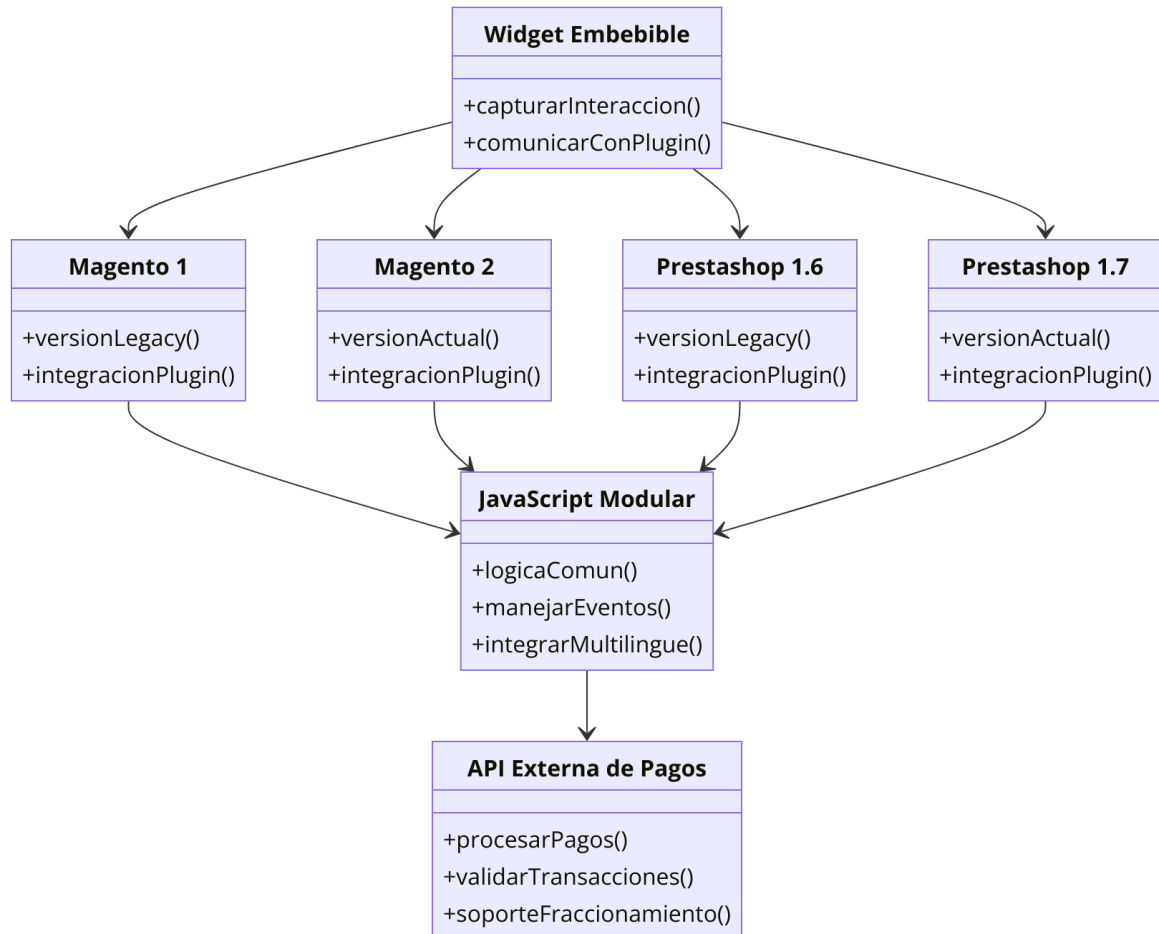 Widget Embebible
+capturarInteraccion()
+comunicarConPlugin()
Magento 1
+versionLegacy()
+integracionPlugin()
Magento 2
+versionActual()
+integracionPlugin()
Prestashop 1.6
+versionLegacy()
+integracionPlugin()
Prestashop 1.7
+versionActual()
+integracionPlugin()
JavaScript Modular
+logicaComun()
+manejarEventos()
+integrarMultilingue()
API Externa de Pagos
+procesarPagos()
+validarTransacciones()
+soporteFraccionamiento()